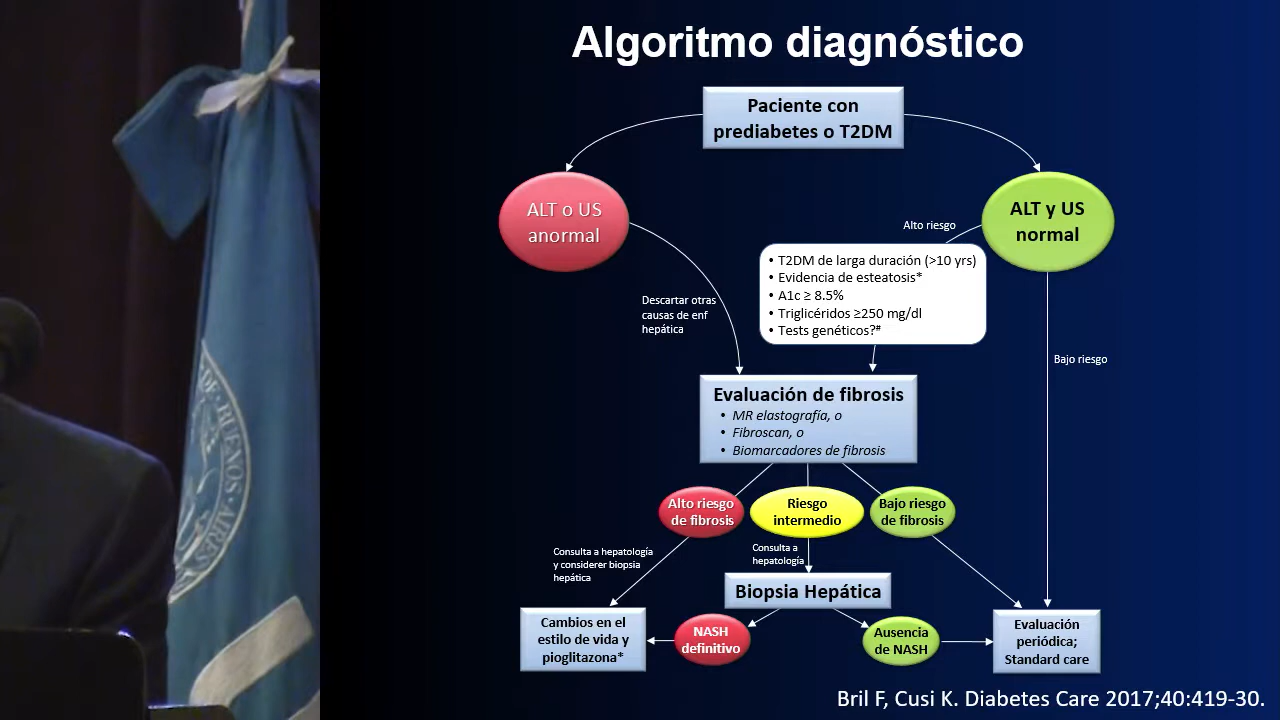 Algoritmo diagnóstico
Paciente con
prediabetes o T2DM
ALT o US
anormal
ALT y US
normal
Alto riesgo
• T2DM de larga duración (>10 yrs)
• Evidencia de esteatosis*
• A1c ≥ 8.5%
• Triglicéridos ≥250 mg/dl
• Tests genéticos?#
Descartar otras
causas de enf
hepática
Bajo riesgo
Evaluación de fibrosis
• MR elastografía, o
• Fibroscan, o
• Biomarcadores de fibrosis
Alto riesgo
de fibrosis
Riesgo
intermedio
Bajo riesgo
de fibrosis
Consulta a hepatología
y considerer biopsia
hepática
Consulta a
hepatología
Biopsia Hepática
Cambios en el
estilo de vida y
pioglitazona*
NASH
definitivo
Ausencia
de NASH
Evaluación
periódica;
Standard care
Bril F, Cusi K. Diabetes Care 2017;40:419-30.
DE · BUENOS · AIRES